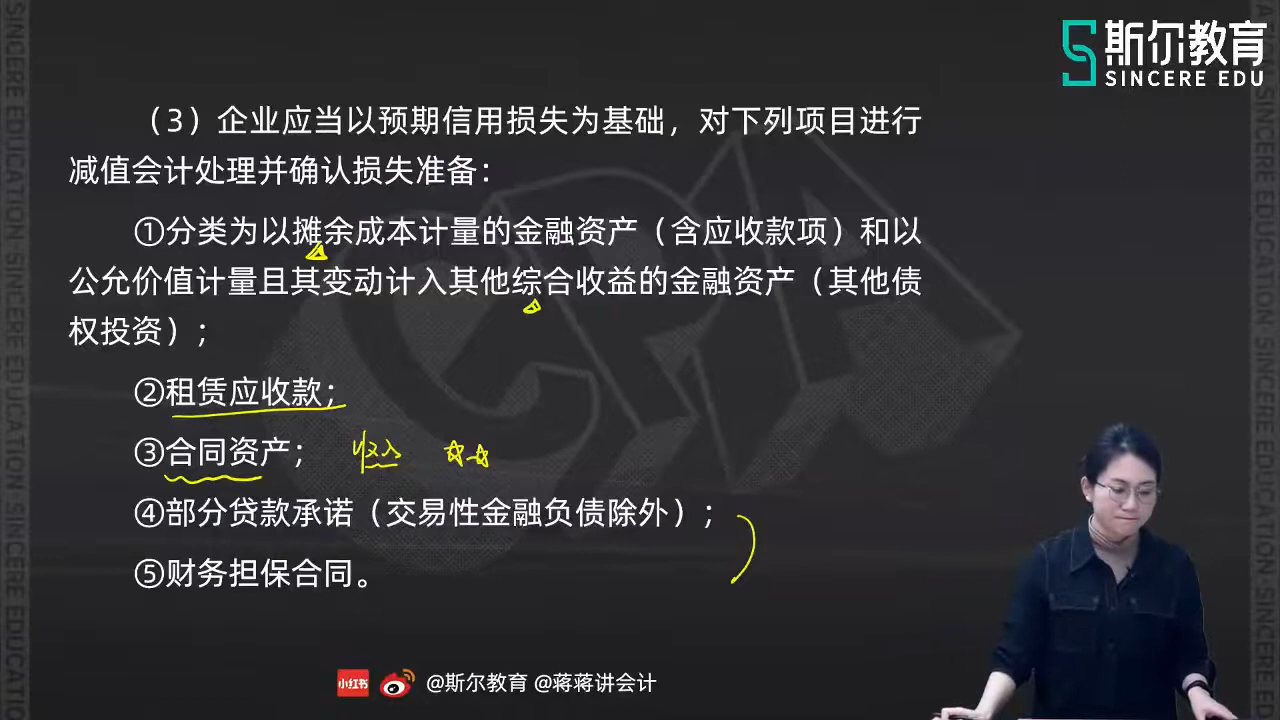 斯尔教育
SINCERE EDU
（3）企业应当以预期信用损失为基础，对下列项目进行
减值会计处理并确认损失准备：
①分类为以摊余成本计量的金融资产（含应收款项）和以
公允价值计量且其变动计入其他综合收益的金融资产（其他债
权投资）；
②租赁应收款；
③合同资产； 收入
④部分贷款承诺（交易性金融负债除外）；
⑤财务担保合同。
CPA
小红书 @斯尔教育 @蒋蒋讲会计
SINCERE EDUCATION SINCERE EDUCATION